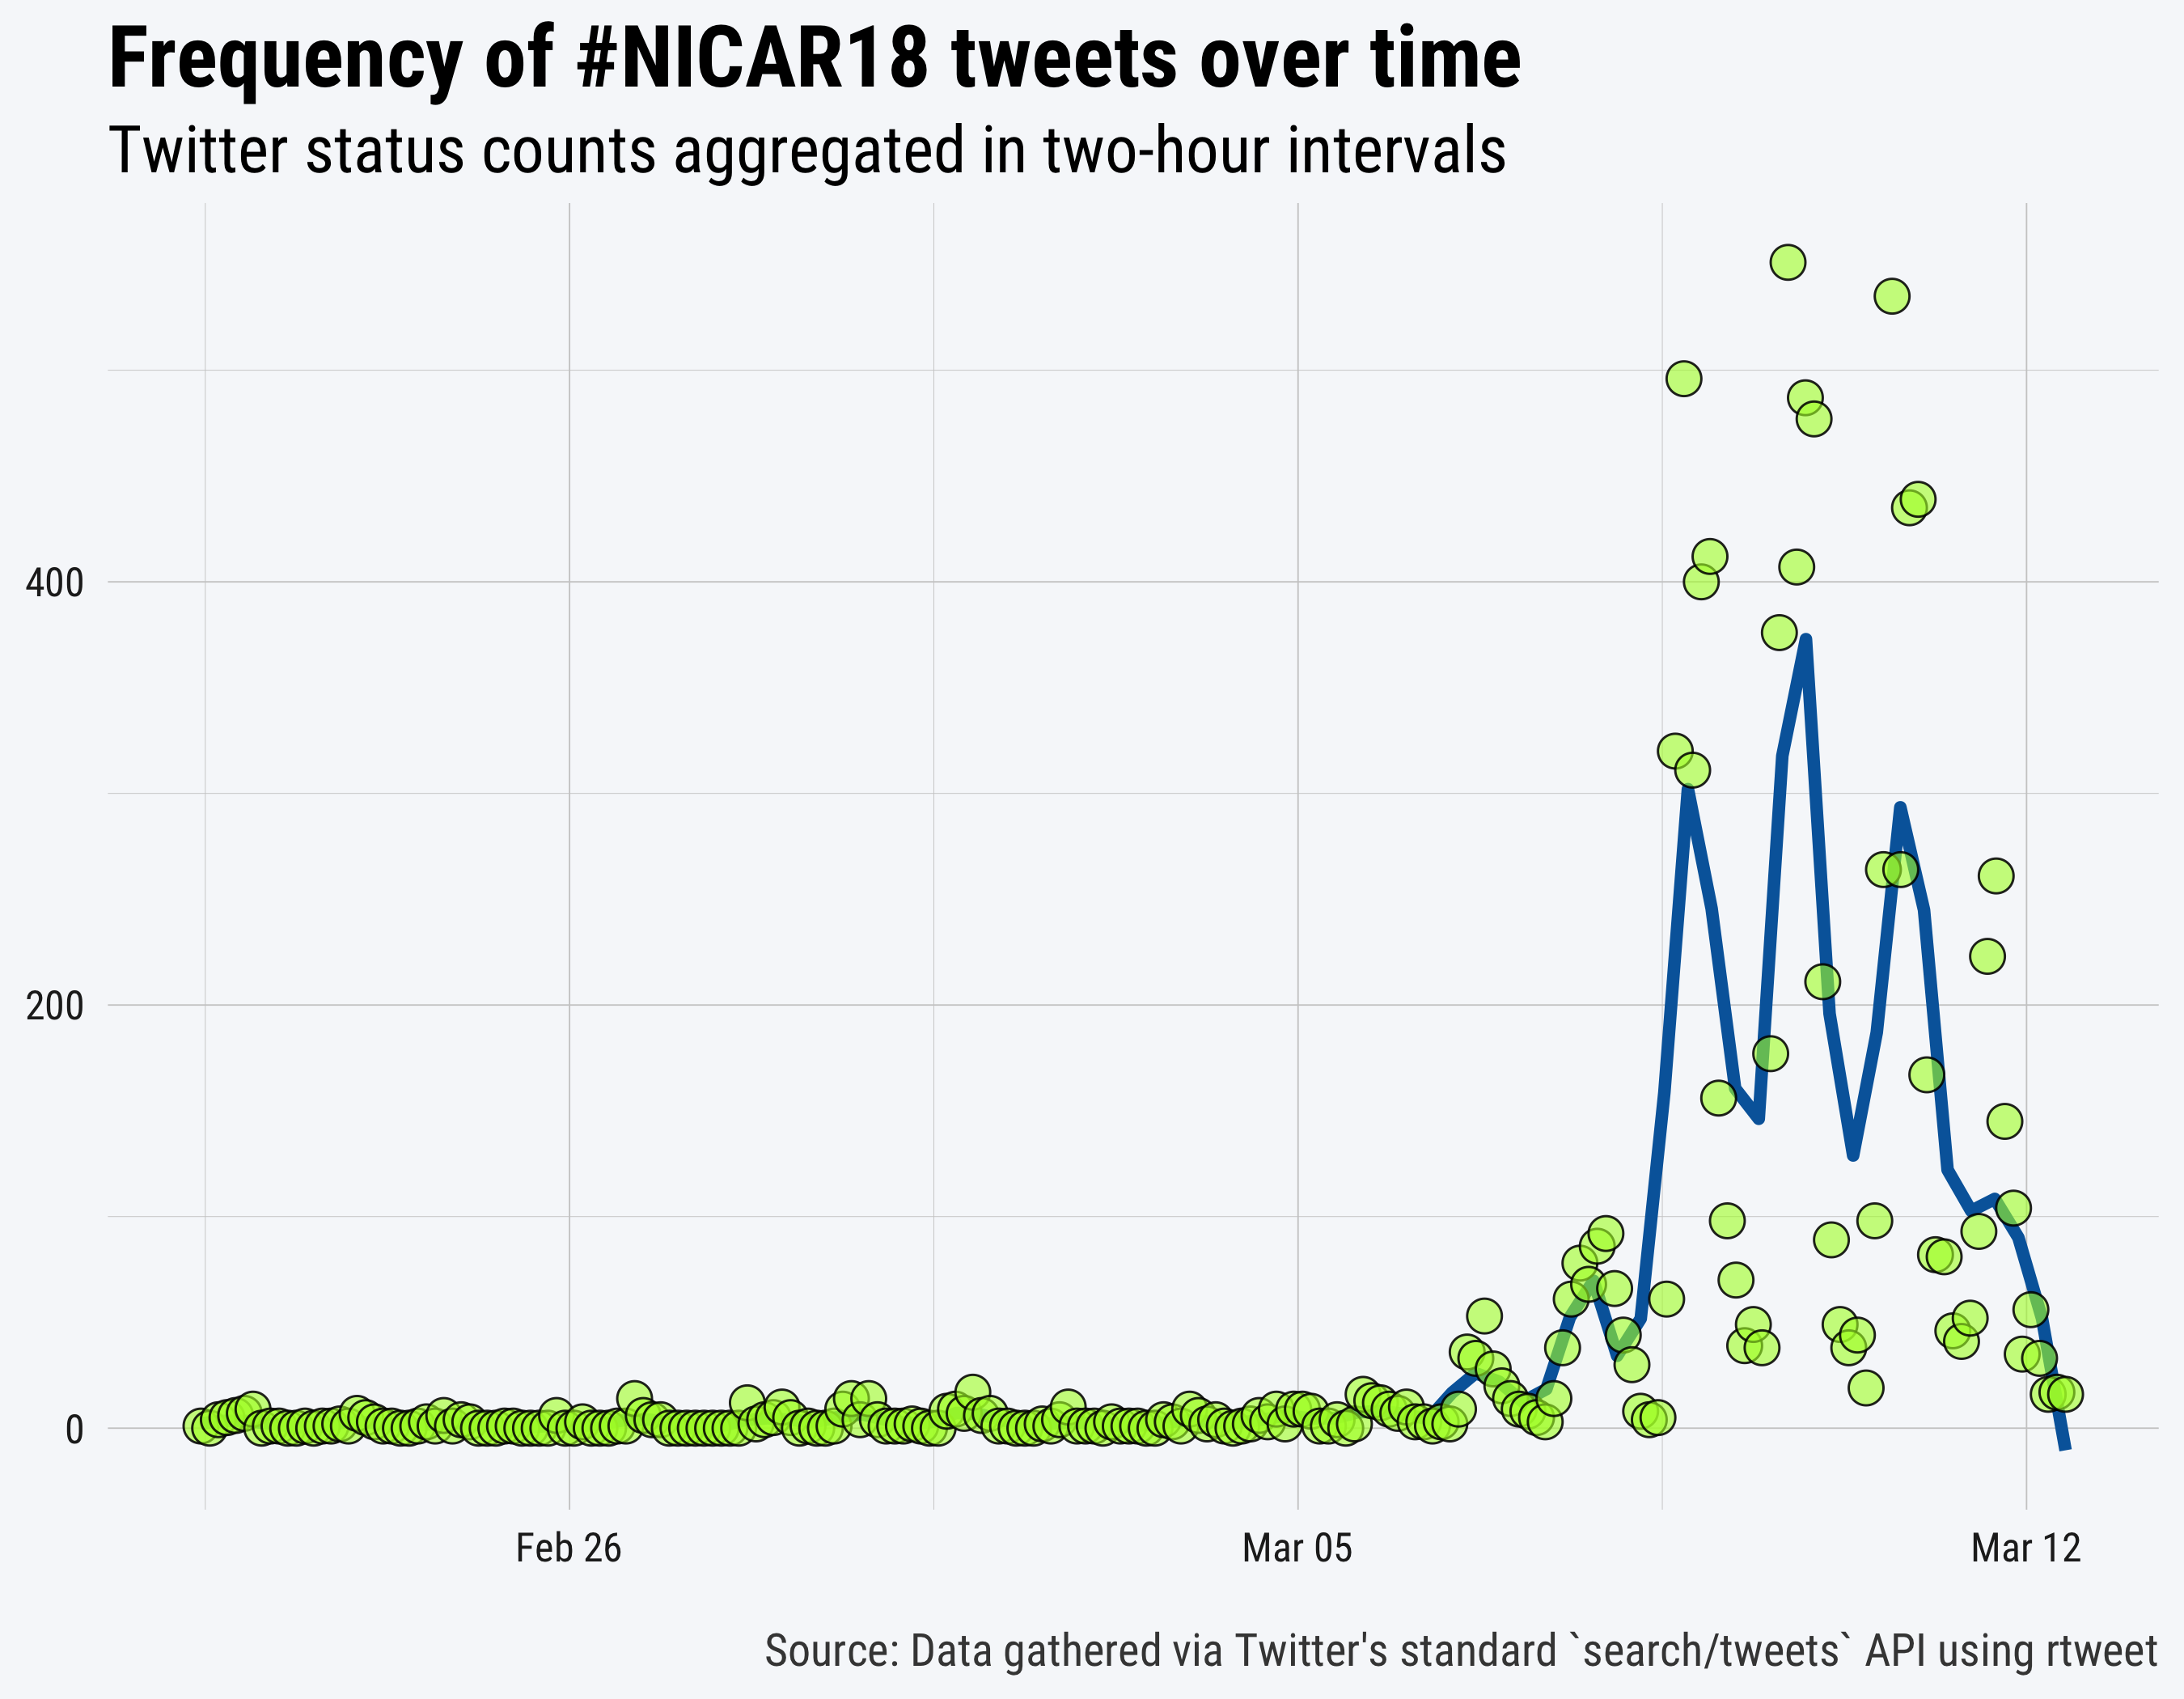 Frequency of #NICAR18 tweets over time
Twitter status counts aggregated in two-hour intervals
400
200
0
Feb 26 Mar 05 Mar 12
Source: Data gathered via Twitter's standard `search/tweets` API using rtweet